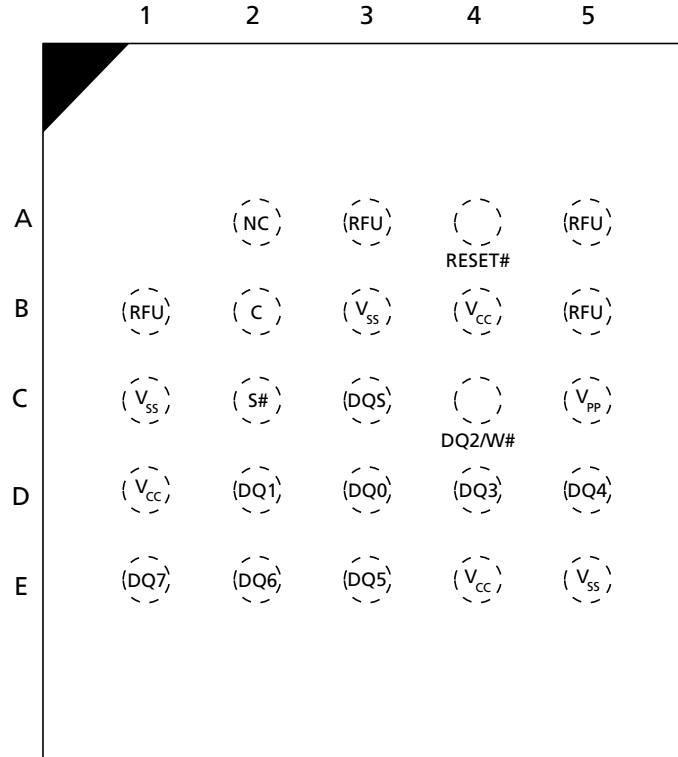 1 2 3 4 5
A NC RFU RFU
RESET#
B RFU C VSS VCC RFU
C VSS S# DQS VPP
DQ2/W#
D VCC DQ1 DQ0 DQ3 DQ4
E DQ7 DQ6 DQ5 VCC VSS